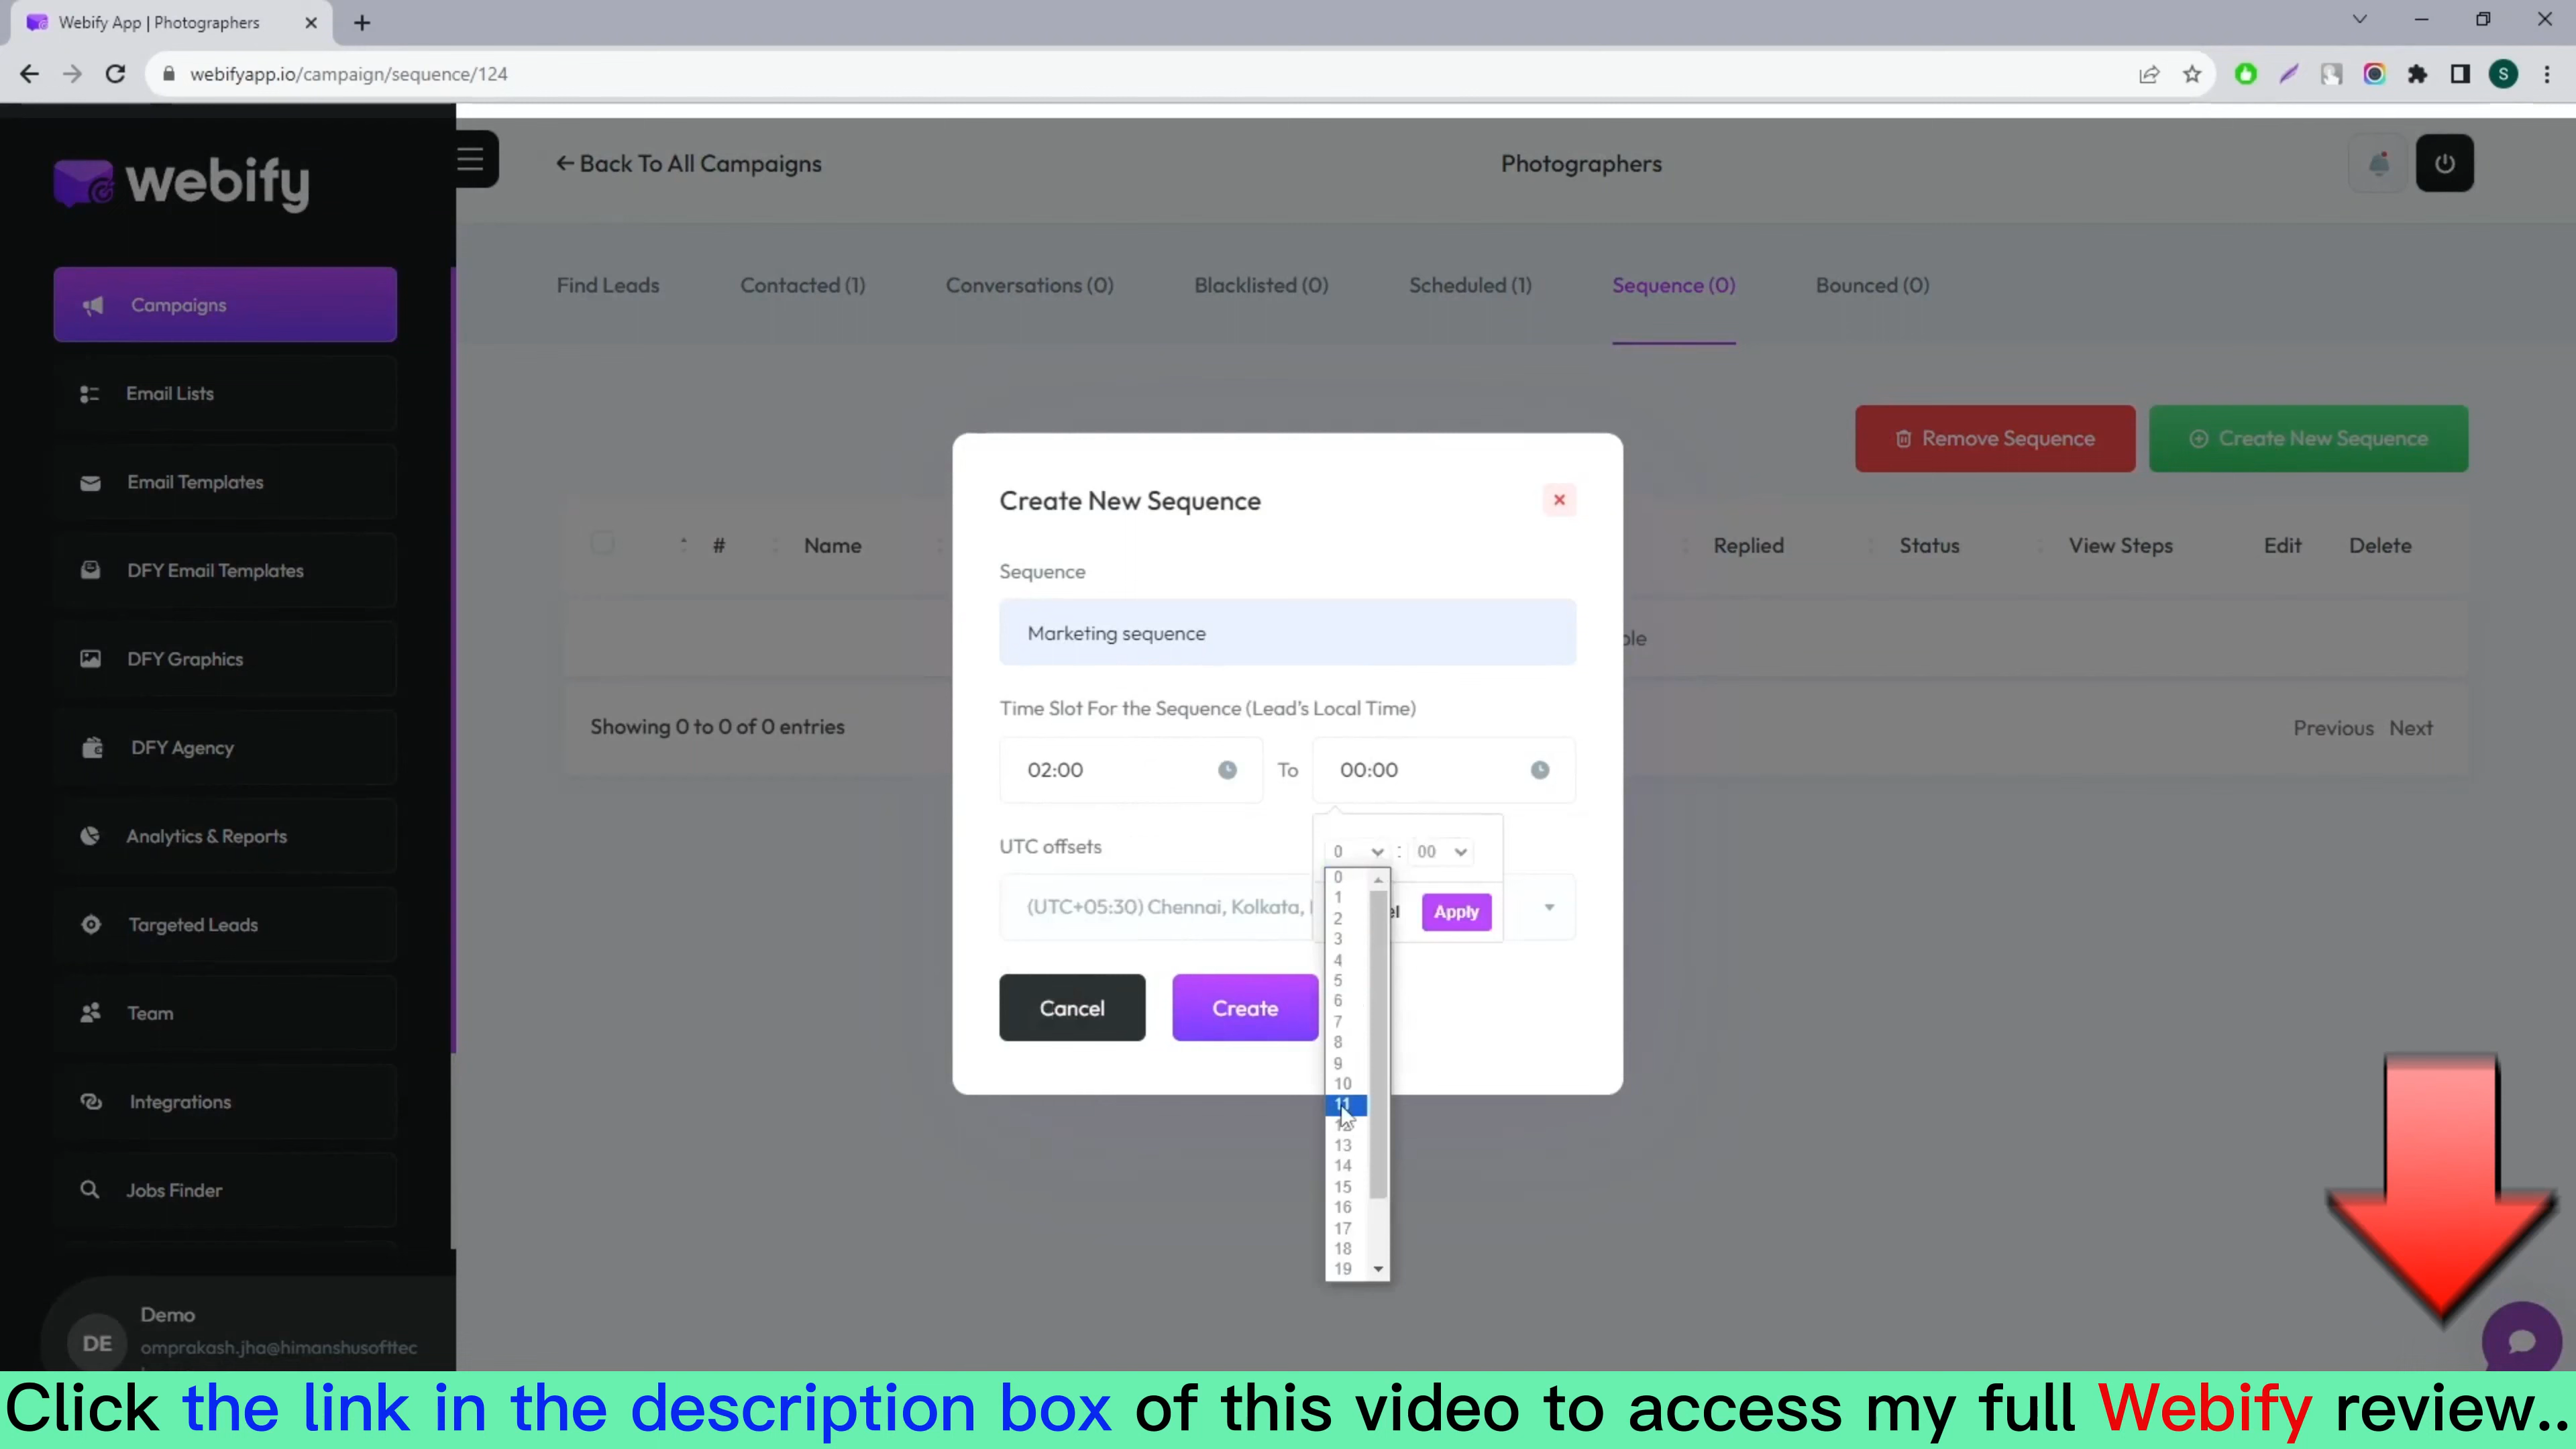 Webify App | Photographers
webifyapp.io/campaign/sequence/124
S
webify
Back To All Campaigns
Photographers
Find Leads
Contacted (1)
Conversations (0)
Blacklisted (0)
Scheduled (1)
Sequence (0)
Bounced (0)
Campaigns
Email Lists
Email Templates
DFY Email Templates
DFY Graphics
DFY Agency
Analytics & Reports
Targeted Leads
Team
Integrations
Jobs Finder
DE
Demo
omprakash.jha@himanshusofttec
Remove Sequence
Create New Sequence
# Name Replied Status View Steps Edit Delete
Showing 0 to 0 of 0 entries
Previous Next
Create New Sequence
Sequence
Marketing sequence
Time Slot For the Sequence (Lead's Local Time)
02:00 To 00:00
UTC offsets
0 : 00
(UTC+05:30) Chennai, Kolkata,
Apply
0
1
2
3
4
5
6
7
8
9
10
11
12
13
14
15
16
17
18
19
Cancel
Create
Click the link in the description box of this video to access my full Webify review..